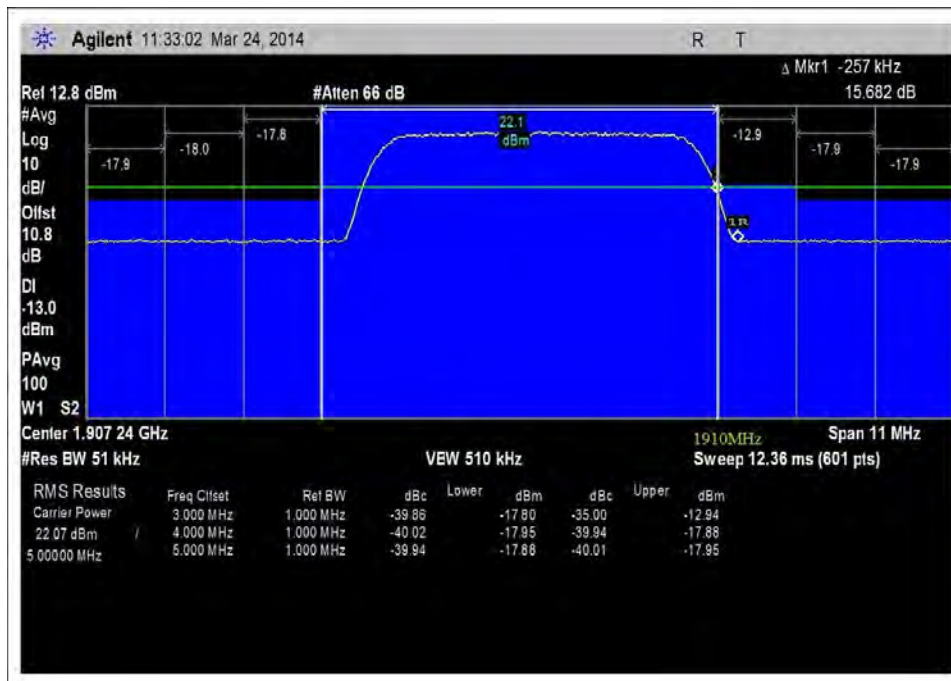 Agilent 11:33:02 Mar 24, 2014 R T
Δ Mkr1 -257 kHz
Ref 12.8 dBm #Atten 66 dB 15.682 dB
#Avg
Log
10
dB/
Offst
10.8
dB
DI
-13.0
dBm
PAvg
100
W1 S2
-17.9 -18.0 -17.8 22.1 dBm -12.9 -17.9 -17.9
1R
Center 1.907 24 GHz 1910MHz Span 11 MHz
#Res BW 51 kHz VBW 510 kHz Sweep 12.36 ms (601 pts)
RMS Results Freq Offset Ref BW dBc Lower dBm dBc Upper dBm
Carrier Power 3.000 MHz 1.000 MHz -39.86 -17.80 -35.00 -12.94
22.07 dBm / 4.000 MHz 1.000 MHz -40.02 -17.95 -39.94 -17.88
5.00000 MHz 5.000 MHz 1.000 MHz -39.94 -17.88 -40.01 -17.95